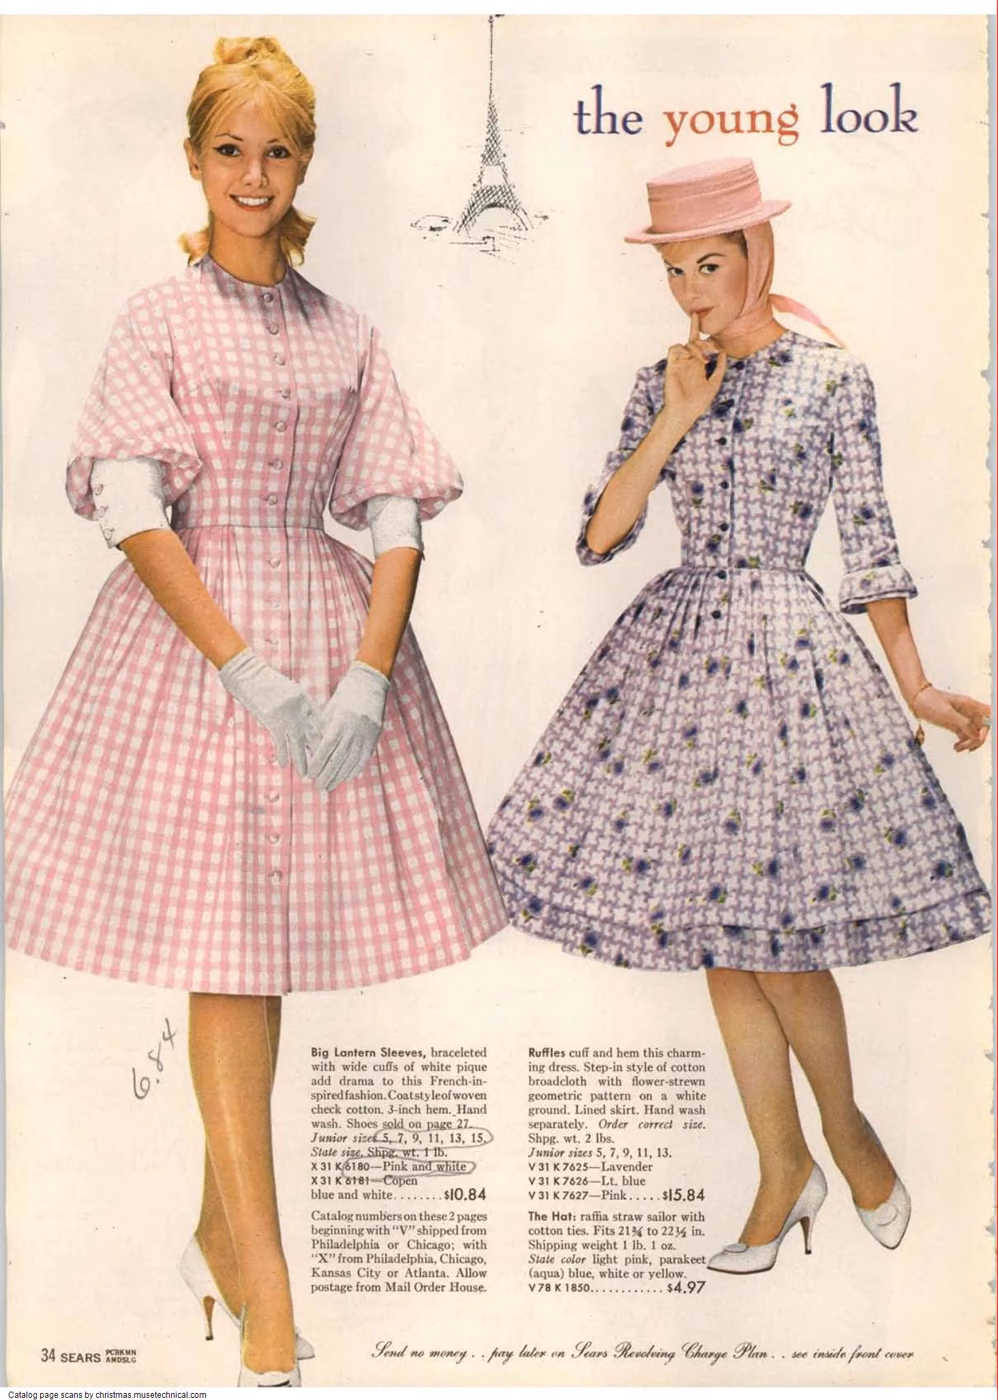 the young look
6.84
Big Lantern Sleeves, braceleted
with wide cuffs of white pique
add drama to this French-in-
spired fashion. Coat style of woven
check cotton. 3-inch hem. Hand
wash. Shoes sold on page 27.
Junior sizes 5, 7, 9, 11, 13, 15.
State size. Shpg. wt. 1 lb.
X 31 K 6180—Pink and white
X 31 K 6181—Copen
blue and white........$10.84
Catalog numbers on these 2 pages
beginning with "V" shipped from
Philadelphia or Chicago; with
"X" from Philadelphia, Chicago,
Kansas City or Atlanta. Allow
postage from Mail Order House.
Ruffles cuff and hem this charm-
ing dress. Step-in style of cotton
broadcloth with flower-strewn
geometric pattern on a white
ground. Lined skirt. Hand wash
separately. Order correct size.
Shpg. wt. 2 lbs.
Junior sizes 5, 7, 9, 11, 13.
V 31 K 7625—Lavender
V 31 K 7626—Lt. blue
V 31 K 7627—Pink.....$15.84
The Hat: raffia straw sailor with
cotton ties. Fits 21¾ to 22½ in.
Shipping weight 1 lb. 1 oz.
State color light pink, parakeet
(aqua) blue, white or yellow.
V 78 K 1850............$4.97
34 SEARS PCBKMN AMDSLG
Send no money . . pay later on Sears Revolving Charge Plan . . see inside front cover
Catalog page scans by christmas.musetechnical.com